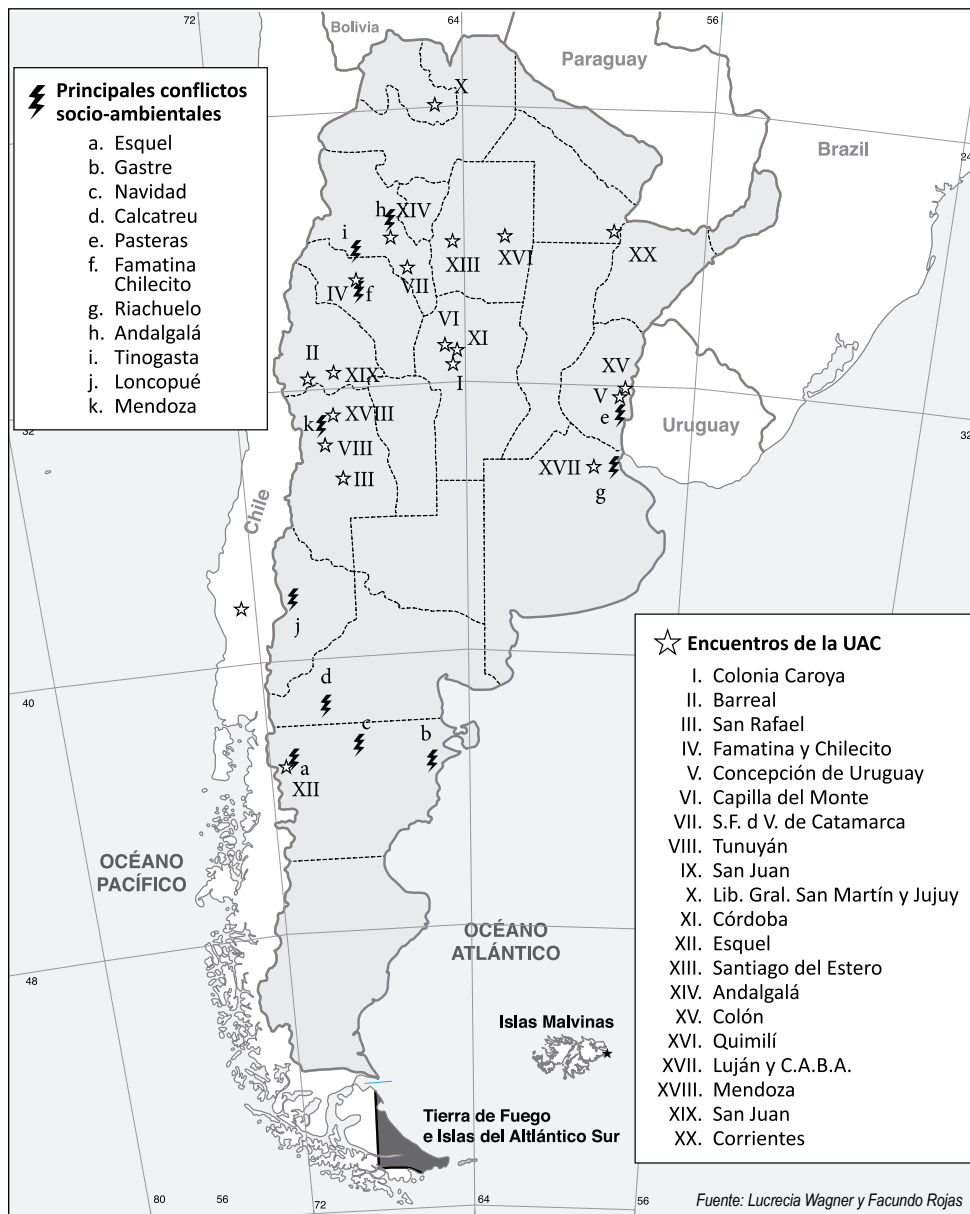 72
64
56
Bolivia
Paraguay
Brazil
24
Principales conflictos
socio-ambientales
a. Esquel
b. Gastre
c. Navidad
d. Calcatreu
e. Pasteras
f. Famatina
Chilecito
g. Riachuelo
h. Andalgalá
i. Tinogasta
j. Loncopué
k. Mendoza
X
h XIV
i
XIII
XVI
XX
VII
IV f
VI
XI
II
XIX
I
XV
V
e
k XVIII
VIII
III
XVII
g
Uruguay
32
32
Chile
j
d
c
b
a
XII
40
48
OCÉANO
PACÍFICO
OCÉANO
ATLÁNTICO
Islas Malvinas
Tierra de Fuego
e Islas del Altlántico Sur
Encuentros de la UAC
I. Colonia Caroya
II. Barreal
III. San Rafael
IV. Famatina y Chilecito
V. Concepción de Uruguay
VI. Capilla del Monte
VII. S.F. d V. de Catamarca
VIII. Tunuyán
IX. San Juan
X. Lib. Gral. San Martín y Jujuy
XI. Córdoba
XII. Esquel
XIII. Santiago del Estero
XIV. Andalgalá
XV. Colón
XVI. Quimilí
XVII. Luján y C.A.B.A.
XVIII. Mendoza
XIX. San Juan
XX. Corrientes
80
56
72
64
56
Fuente: Lucrecia Wagner y Facundo Rojas